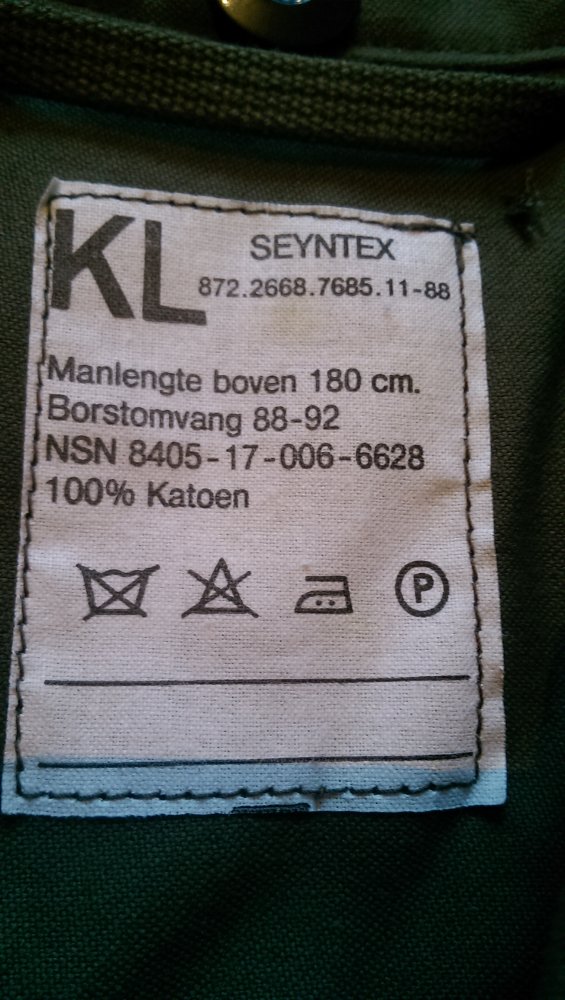 KL
SEYNTEX
872.2668.7685.11-88
Manlengte boven 180 cm.
Borstomvang 88-92
NSN 8405-17-006-6628
100% Katoen
P